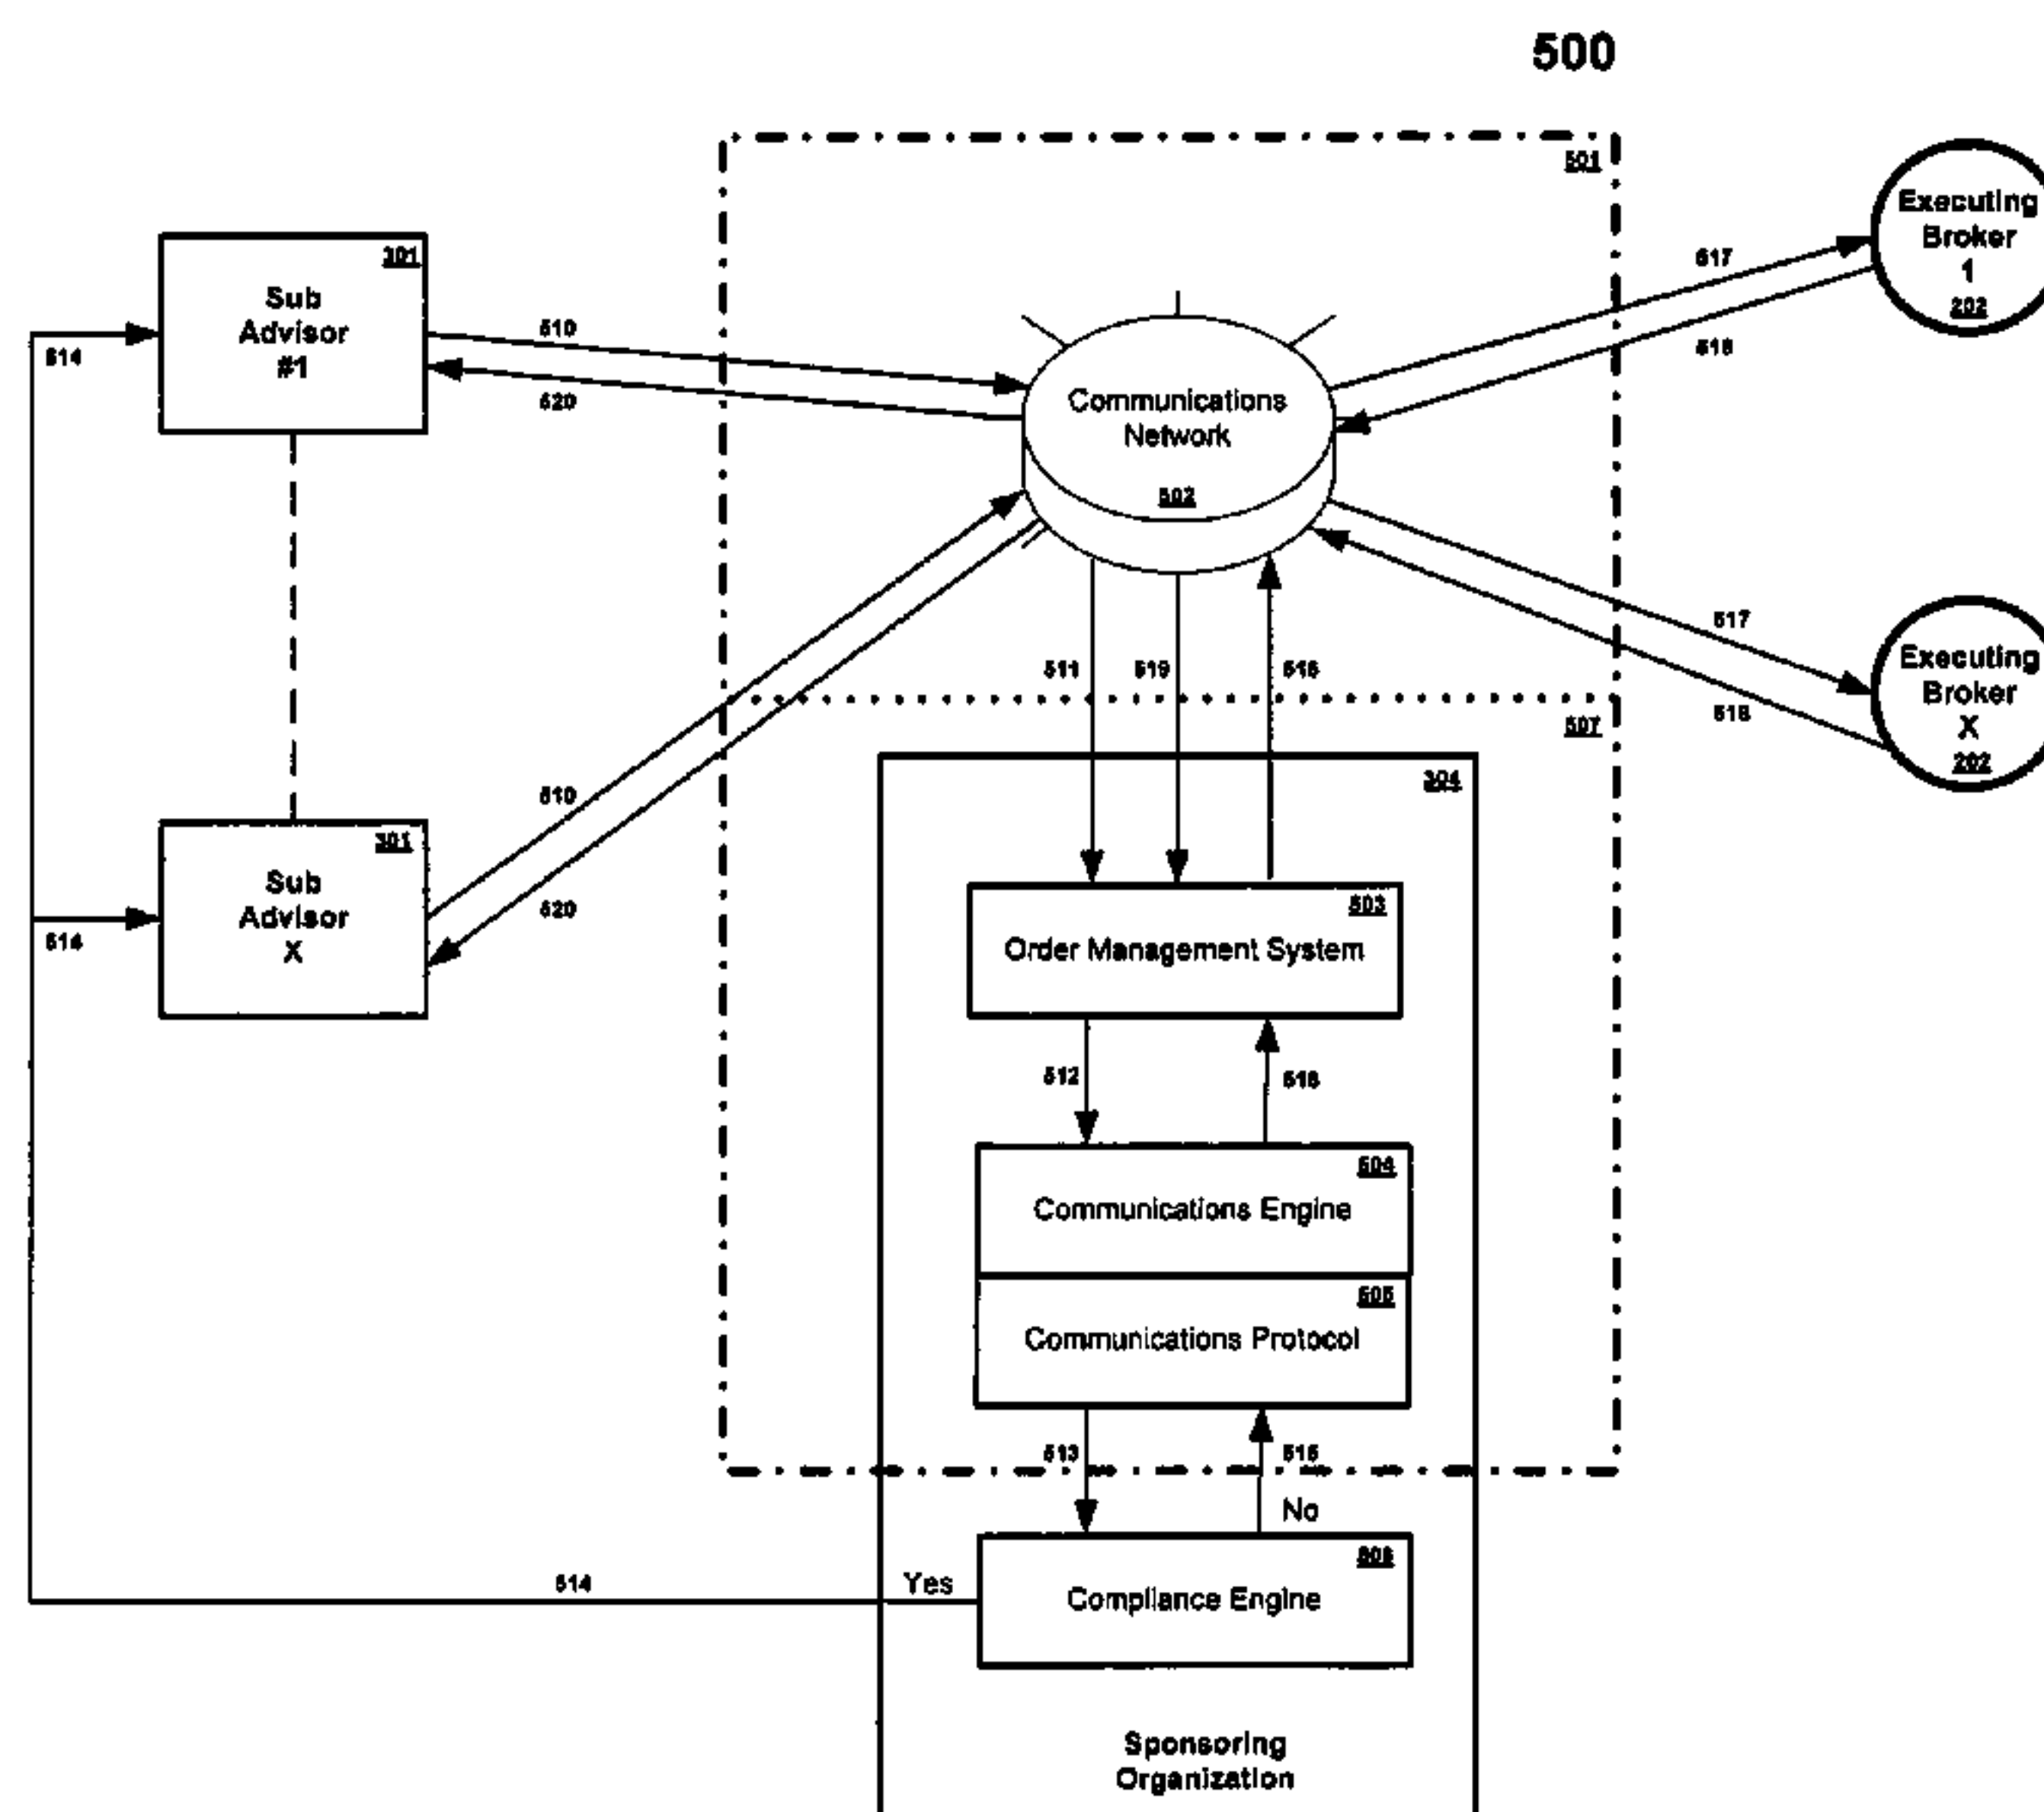 500
501
Executing
Broker
1
202
301
Sub
Advisor
#1
514
510
520
517
518
Communications
Network
502
511
519
516
517
518
507
Executing
Broker
X
202
304
301
Sub
Advisor
X
514
510
520
503
Order Management System
512
516
504
Communications Engine
505
Communications Protocol
513
515
No
506
Compliance Engine
Yes
514
Sponsoring
Organization